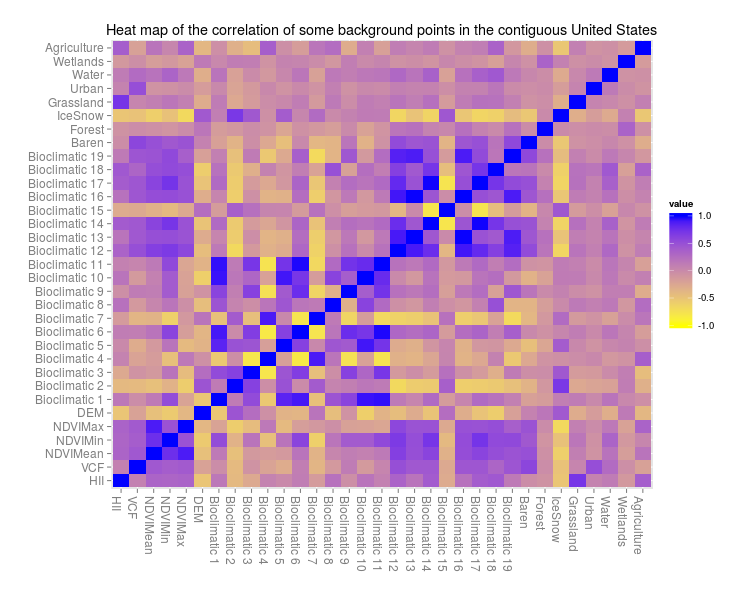 Heat map of the correlation of some background points in the contiguous United States
Agriculture
Wetlands
Water
Urban
Grassland
IceSnow
Forest
Baren
Bioclimatic 19
Bioclimatic 18
Bioclimatic 17
Bioclimatic 16
Bioclimatic 15
Bioclimatic 14
Bioclimatic 13
Bioclimatic 12
Bioclimatic 11
Bioclimatic 10
Bioclimatic 9
Bioclimatic 8
Bioclimatic 7
Bioclimatic 6
Bioclimatic 5
Bioclimatic 4
Bioclimatic 3
Bioclimatic 2
Bioclimatic 1
DEM
NDVIMax
NDVIMin
NDVIMean
VCF
HII
HII
VCF
NDVIMean
NDVIMin
NDVIMax
DEM
Bioclimatic 1
Bioclimatic 2
Bioclimatic 3
Bioclimatic 4
Bioclimatic 5
Bioclimatic 6
Bioclimatic 7
Bioclimatic 8
Bioclimatic 9
Bioclimatic 10
Bioclimatic 11
Bioclimatic 12
Bioclimatic 13
Bioclimatic 14
Bioclimatic 15
Bioclimatic 16
Bioclimatic 17
Bioclimatic 18
Bioclimatic 19
Baren
Forest
IceSnow
Grassland
Urban
Water
Wetlands
Agriculture
value
1.0
0.5
0.0
-0.5
-1.0